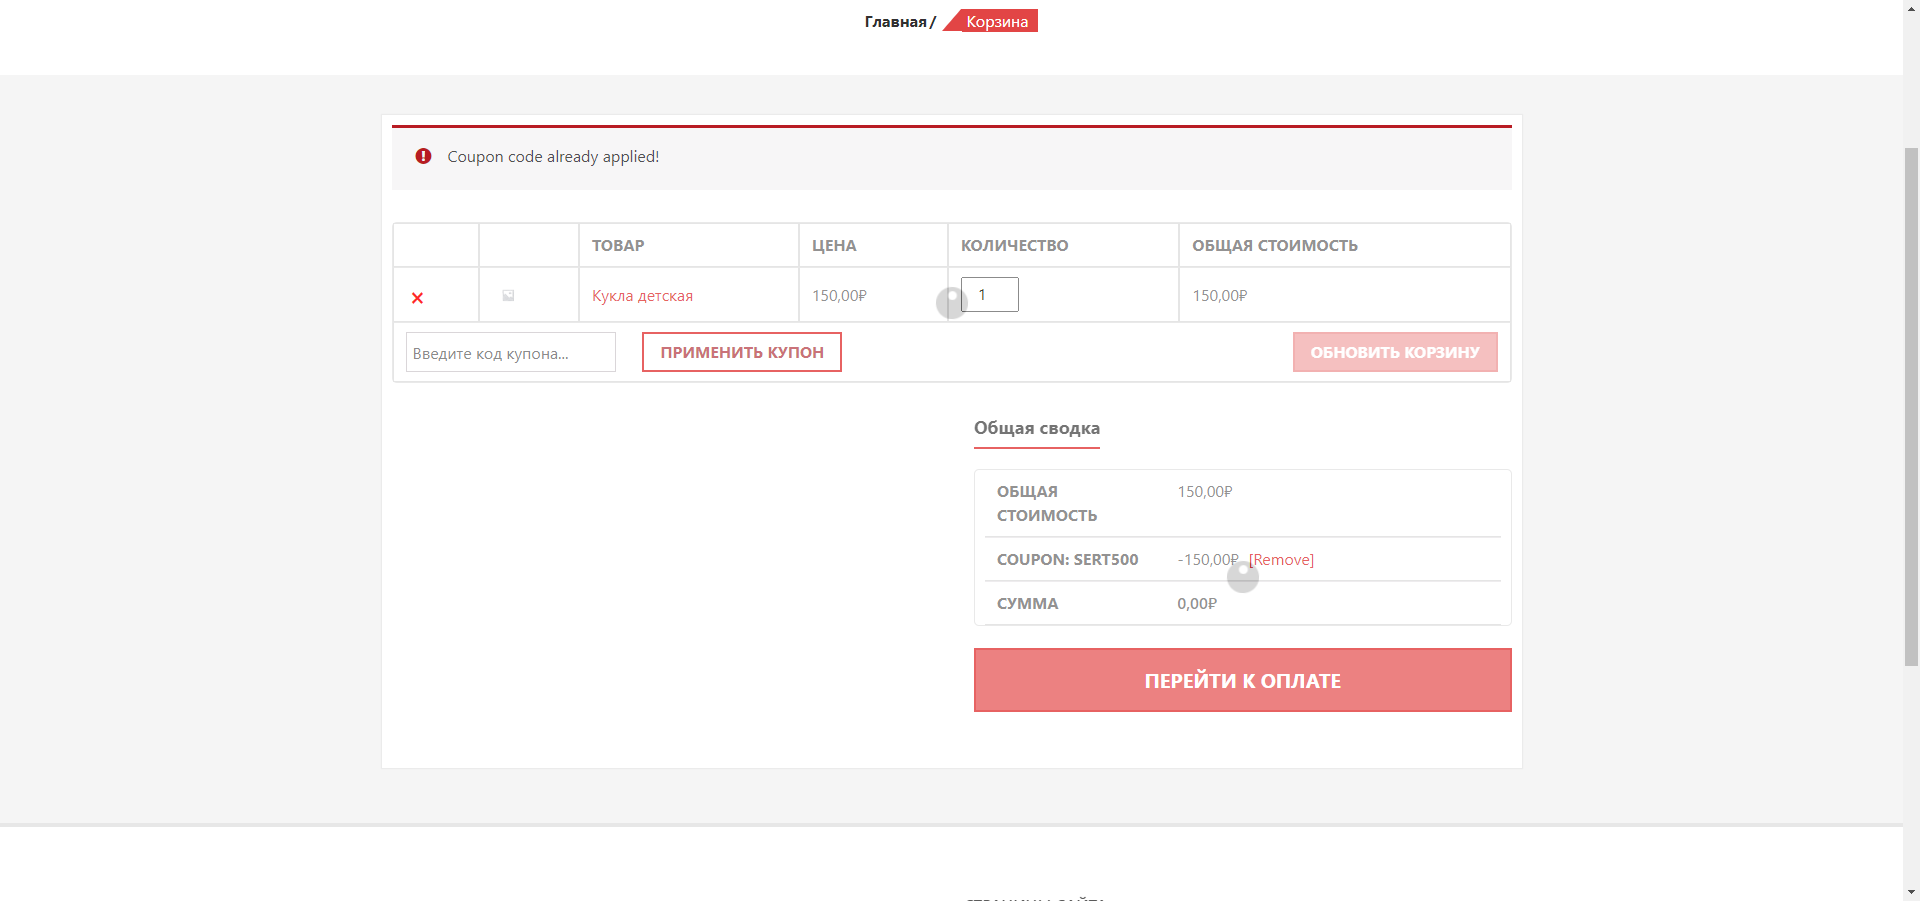 Главная / Корзина
Coupon code already applied!
ТОВАР ЦЕНА КОЛИЧЕСТВО ОБЩАЯ СТОИМОСТЬ
× Кукла детская 150,00₽ 1 150,00₽
Введите код купона... ПРИМЕНИТЬ КУПОН ОБНОВИТЬ КОРЗИНУ
Общая сводка
ОБЩАЯ СТОИМОСТЬ 150,00₽
COUPON: SERT500 -150,00₽ [Remove]
СУММА 0,00₽
ПЕРЕЙТИ К ОПЛАТЕ